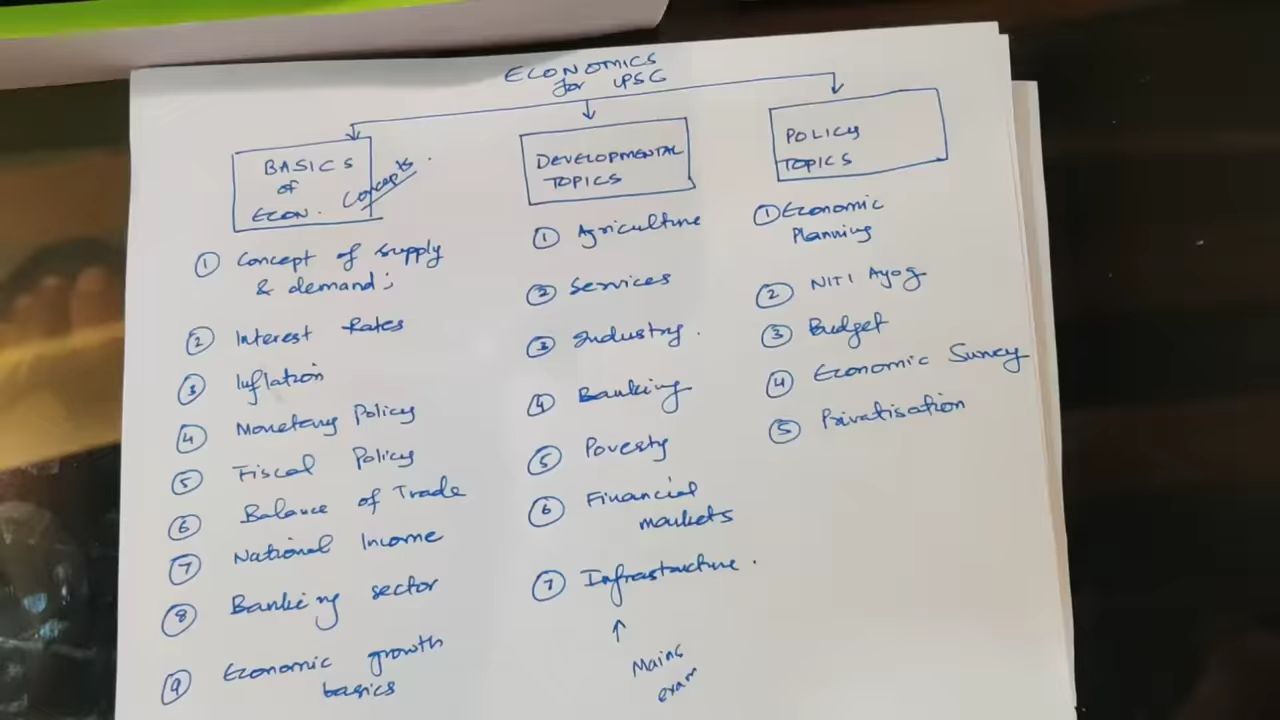 ECONOMICS
for UPSC
BASICS
of
ECON. Concepts
① Concept of supply
& demand;
② Interest Rates
③ Inflation
④ Monetary Policy
⑤ Fiscal Policy
⑥ Balance of Trade
⑦ National Income
⑧ Banking sector
⑨ Economic growth
basics
DEVELOPMENTAL
TOPICS
① Agriculture
② Services
③ Industry.
④ Banking
⑤ Poverty
⑥ Financial
markets
⑦ Infrastructure.
Mains
exam
POLICY
TOPICS
① Economic
Planning
② NITI Ayog
③ Budget
④ Economic Survey
⑤ Privatisation